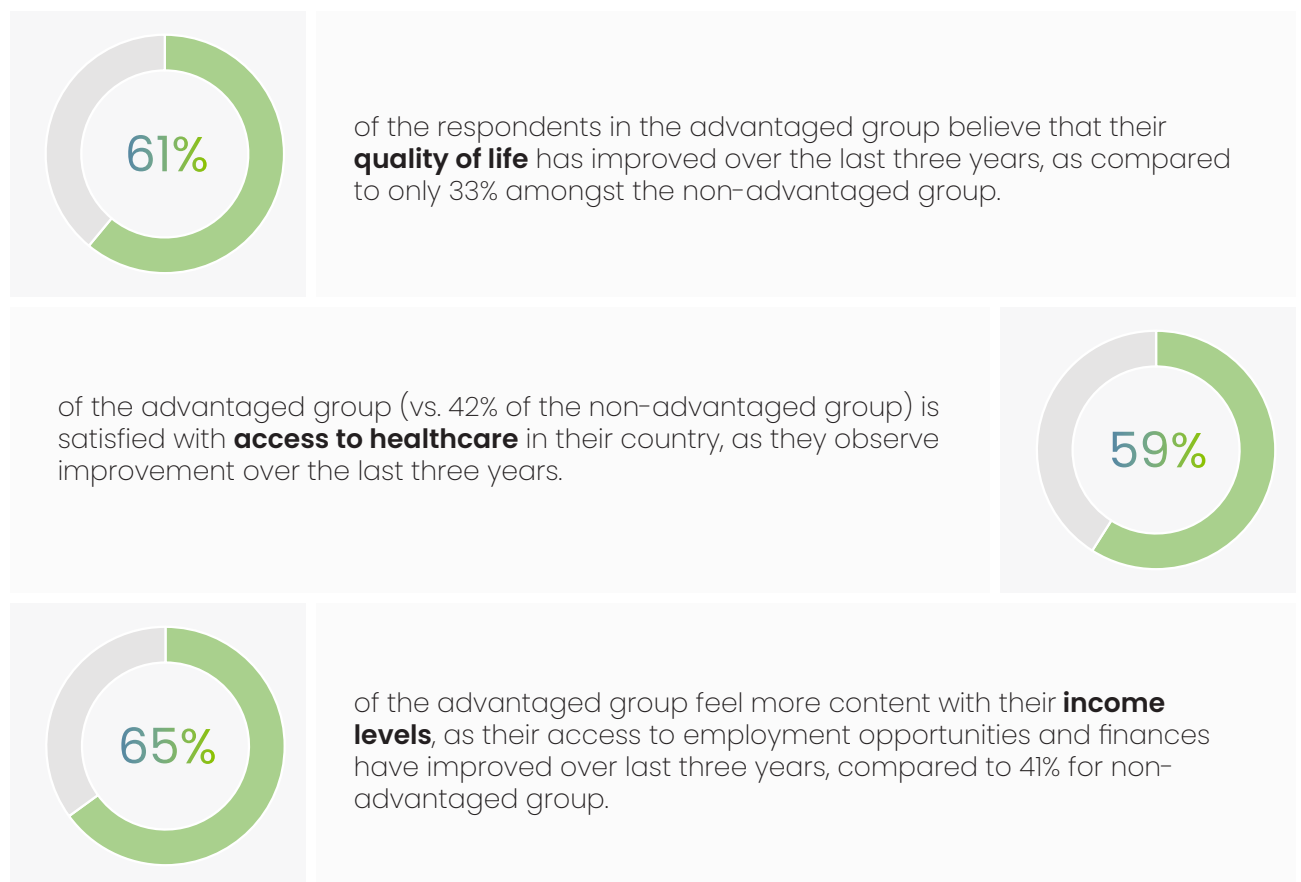 61%
of the respondents in the advantaged group believe that their
quality of life has improved over the last three years, as compared
to only 33% amongst the non-advantaged group.
of the advantaged group (vs. 42% of the non-advantaged group) is
satisfied with access to healthcare in their country, as they observe
improvement over the last three years.
59%
65%
of the advantaged group feel more content with their income
levels, as their access to employment opportunities and finances
have improved over last three years, compared to 41% for non-
advantaged group.